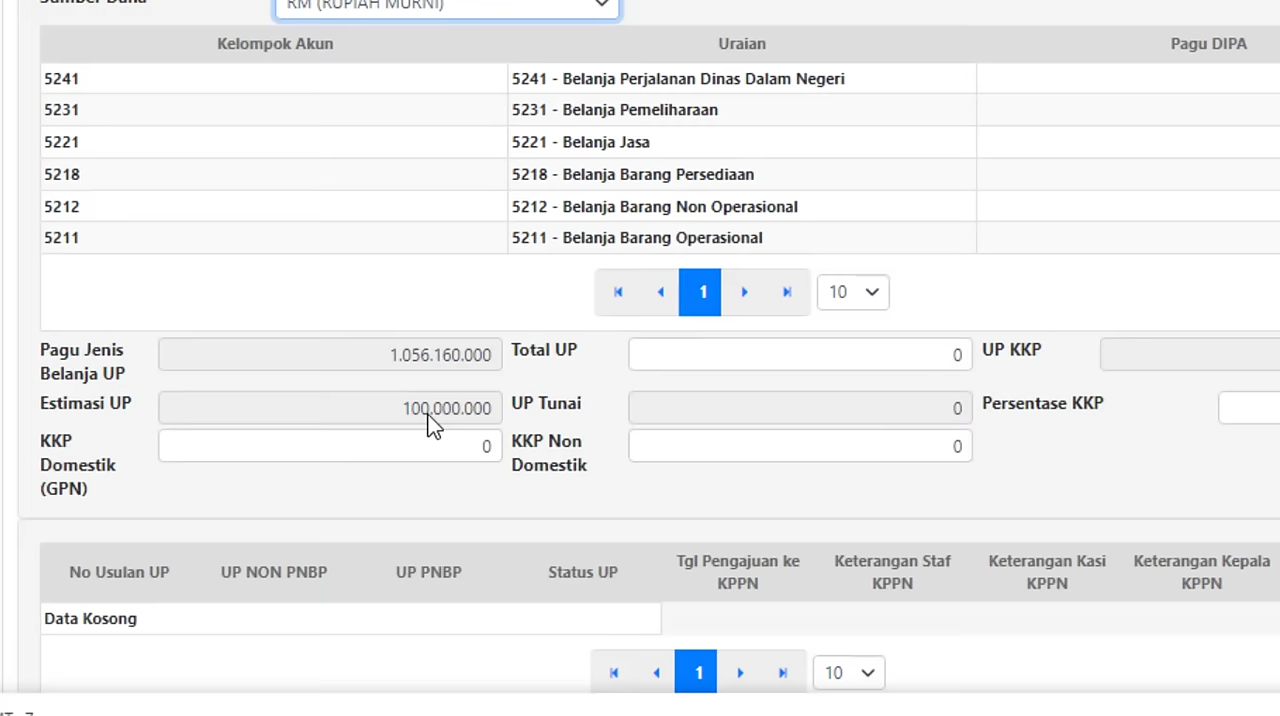 RM (RUPIAH MURNI)
Kelompok Akun Uraian Pagu DIPA
5241 5241 - Belanja Perjalanan Dinas Dalam Negeri
5231 5231 - Belanja Pemeliharaan
5221 5221 - Belanja Jasa
5218 5218 - Belanja Barang Persediaan
5212 5212 - Belanja Barang Non Operasional
5211 5211 - Belanja Barang Operasional
1 10
Pagu Jenis Belanja UP 1.056.160.000 Total UP 0 UP KKP
Estimasi UP 100.000.000 UP Tunai 0 Persentase KKP
KKP Domestik (GPN) 0 KKP Non Domestik 0
No Usulan UP UP NON PNBP UP PNBP Status UP Tgl Pengajuan ke KPPN Keterangan Staf KPPN Keterangan Kasi KPPN Keterangan Kepala KPPN
Data Kosong
1 10